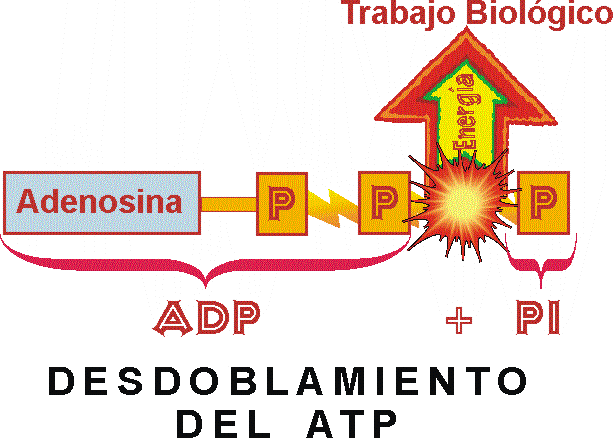 Trabajo Biológico
Energía
Adenosina P P P
ADP + PI
DESDOBLAMIENTO
DEL ATP